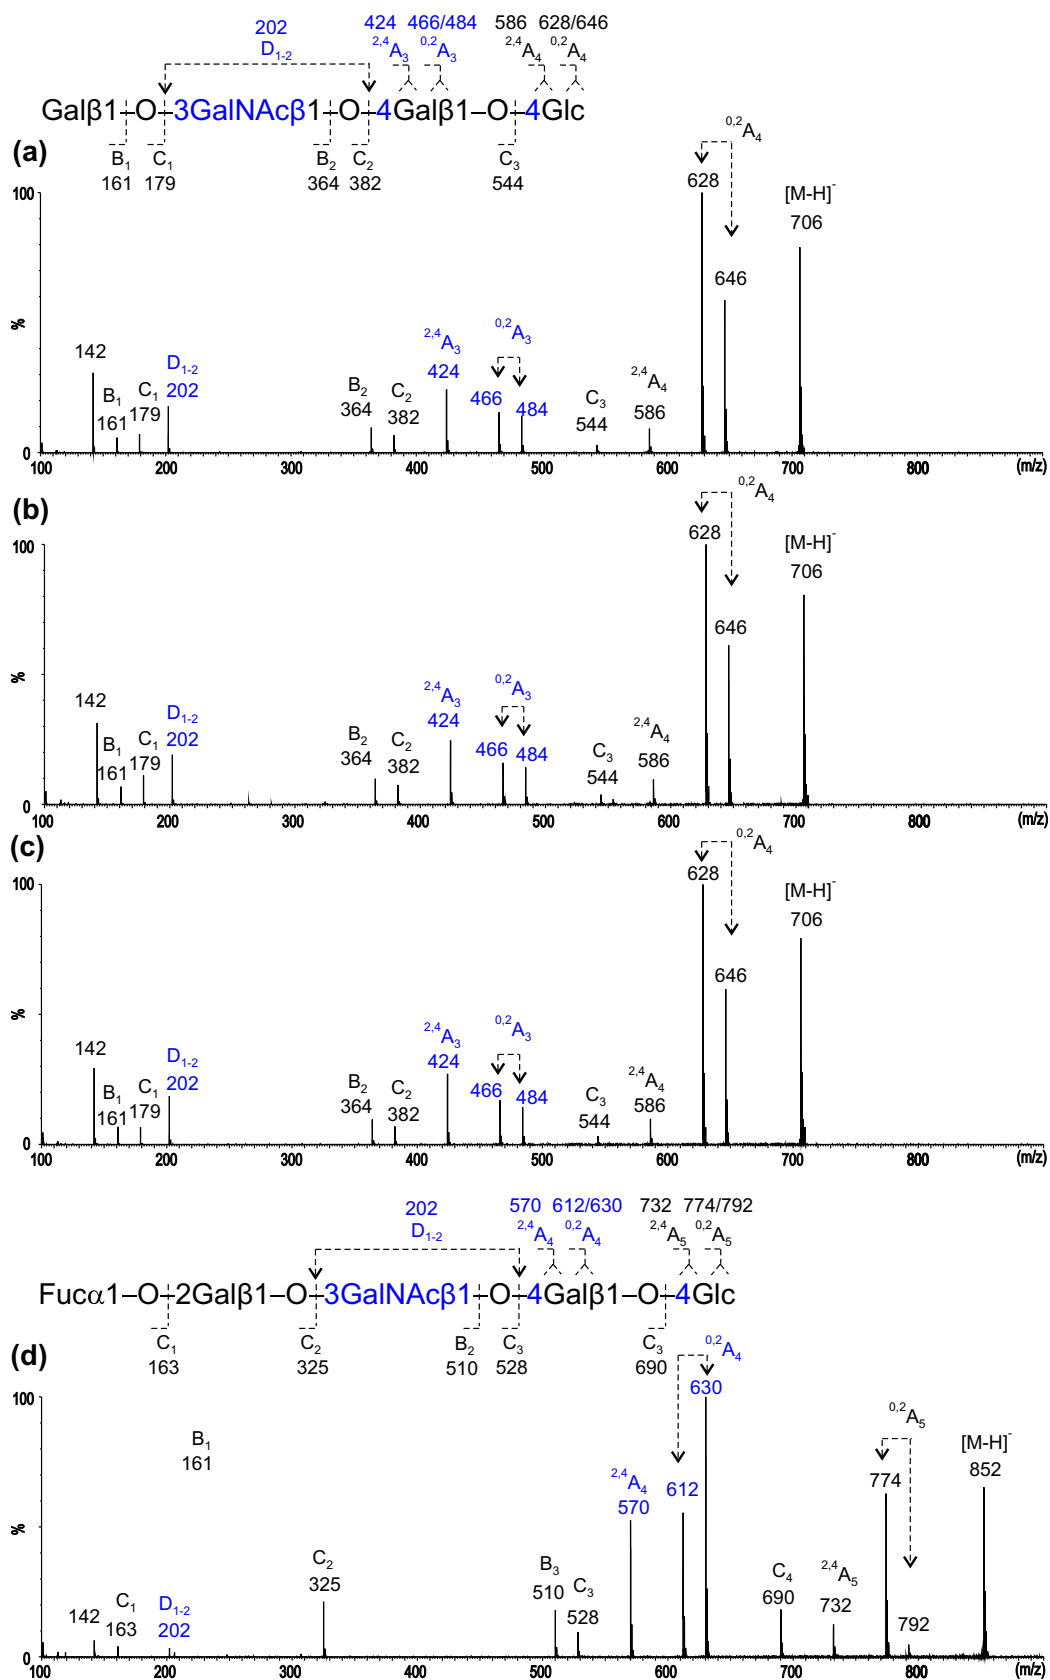 424 466/484 586 628/646
202
D1-2 2,4A3 0,2A3 2,4A4 0,2A4
Galβ1-O-3GalNAcβ1-O-4Galβ1-O-4Glc
(a)
B1 C1 B2 C2 C3
161 179 364 382 544
0,2A4
100
628 [M-H]-
706
646
%
142 2,4A3 0,2A3
D1-2 424
B1 C1 202 B2 C2 466 484 C3 2,4A4
161 179 364 382 544 586
0
100 200 300 400 500 600 700 800 (m/z)
(b)
0,2A4
100
628 [M-H]-
706
646
%
142 2,4A3 0,2A3
D1-2 424
B1 C1 202 B2 C2 466 484 C3 2,4A4
161 179 364 382 544 586
0
100 200 300 400 500 600 700 800 (m/z)
(c)
0,2A4
100
628 [M-H]-
706
646
%
142 2,4A3 0,2A3
D1-2 424
B1 C1 202 B2 C2 466 484 C3 2,4A4
161 179 364 382 544 586
0
100 200 300 400 500 600 700 800 (m/z)
202 570 612/630 732 774/792
D1-2 2,4A4 0,2A4 2,4A5 0,2A5
Fucα1-O-2Galβ1-O-3GalNAcβ1-O-4Galβ1-O-4Glc
C1 C2 B2 C3 C3
163 325 510 528 690
(d)
0,2A4
100
630
0,2A5
B1 [M-H]-
161 2,4A4 612 774 852
570
%
C2 B3 C3 C4 2,4A5
142 C1 D1-2 325 510 528 690 732 792
163 202
0
100 200 300 400 500 600 700 800 (m/z)